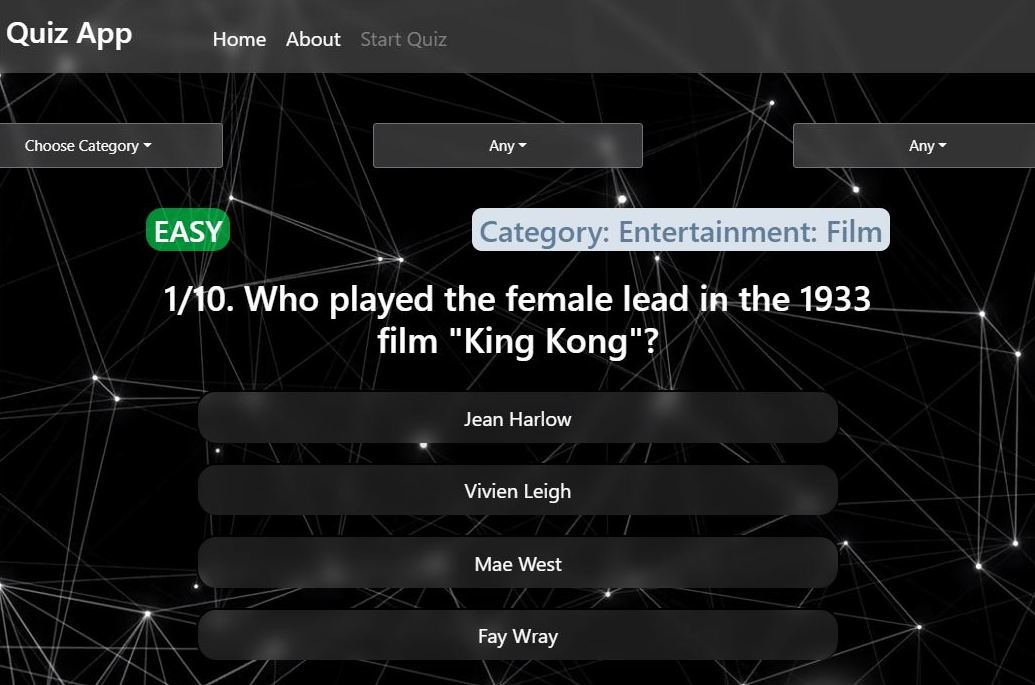 Quiz App
Home About Start Quiz
Choose Category Any Any
EASY Category: Entertainment: Film
1/10. Who played the female lead in the 1933
film "King Kong"?
Jean Harlow
Vivien Leigh
Mae West
Fay Wray